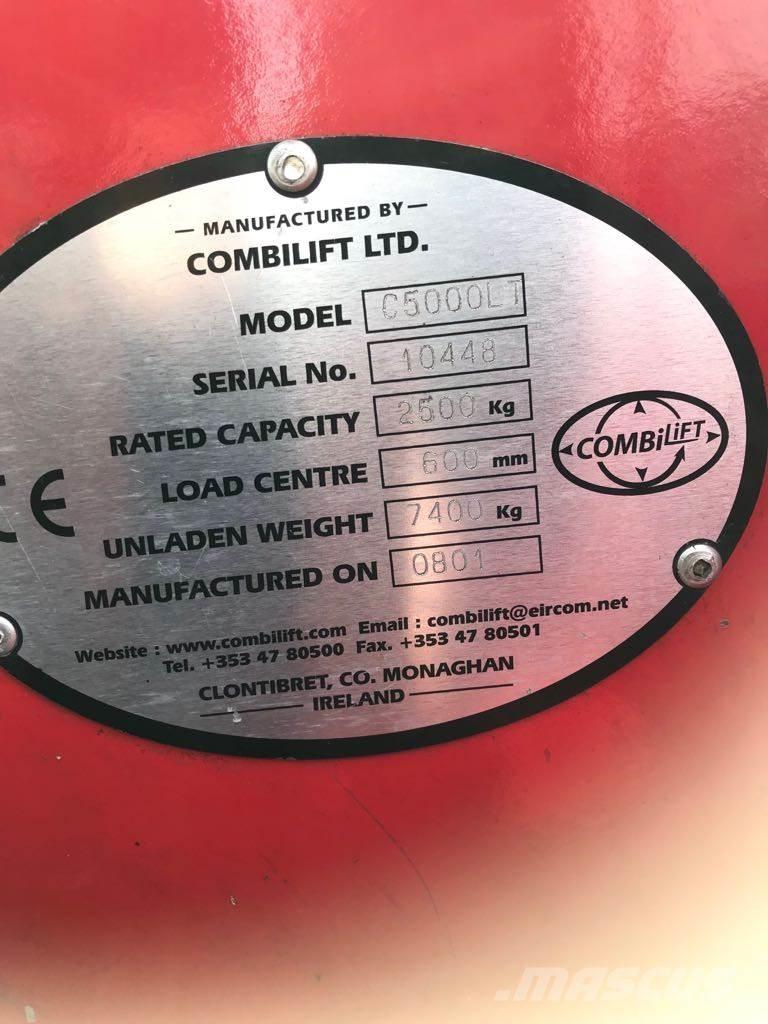 — MANUFACTURED BY —
COMBILIFT LTD.
MODEL C5000LT
SERIAL No. 10448
RATED CAPACITY 2500 Kg
LOAD CENTRE 600 mm
UNLADEN WEIGHT 7400 Kg
MANUFACTURED ON 0801
COMBiLiFT
CE
Website : www.combilift.com Email : combilift@eircom.net
Tel. +353 47 80500 Fax. +353 47 80501
CLONTIBRET, CO. MONAGHAN
IRELAND
MASCUS